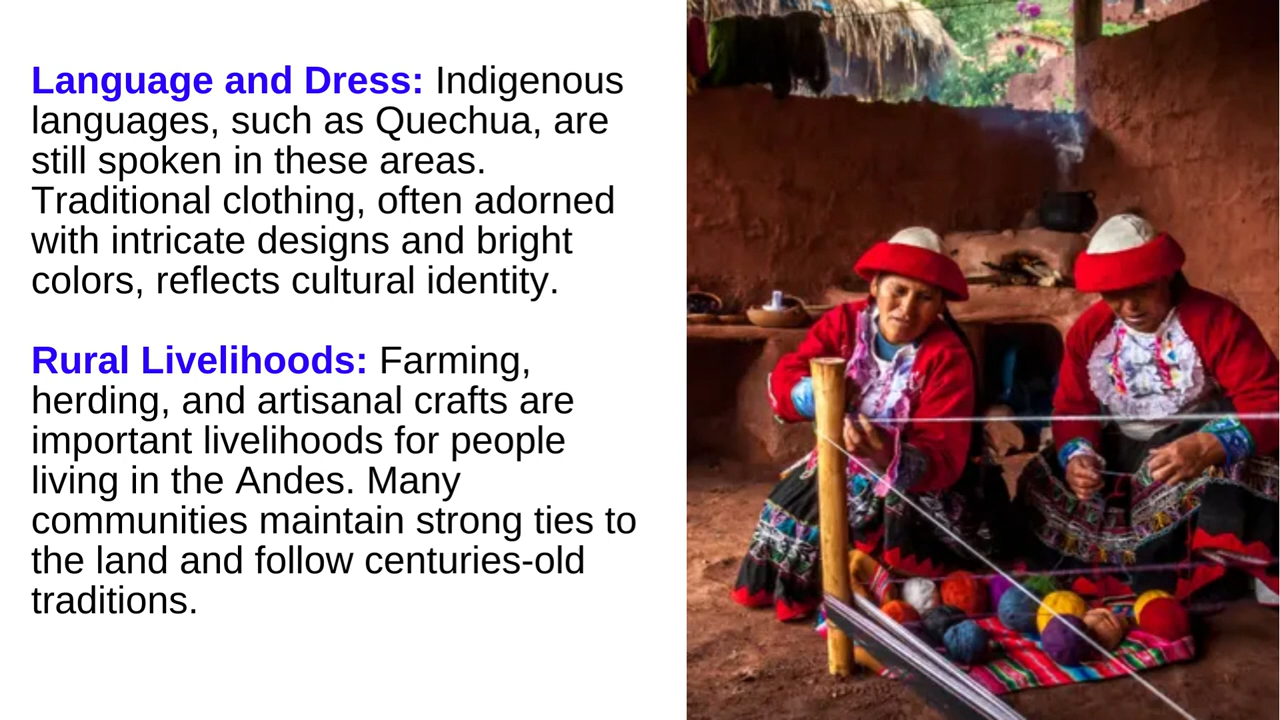 Language and Dress: Indigenous
languages, such as Quechua, are
still spoken in these areas.
Traditional clothing, often adorned
with intricate designs and bright
colors, reflects cultural identity.
Rural Livelihoods: Farming,
herding, and artisanal crafts are
important livelihoods for people
living in the Andes. Many
communities maintain strong ties to
the land and follow centuries-old
traditions.